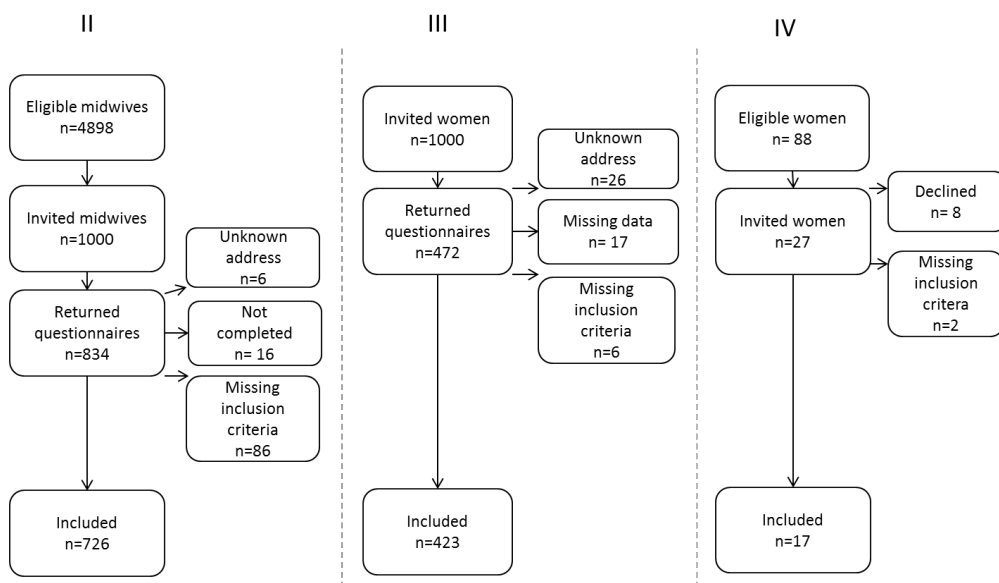 II
Eligible midwives
n=4898
Invited midwives
n=1000
Unknown
address
n=6
Returned
questionnaires
n=834
Not
completed
n= 16
Missing
inclusion
criteria
n=86
Included
n=726
III
Invited women
n=1000
Unknown
address
n=26
Returned
questionnaires
n=472
Missing data
n= 17
Missing
inclusion
criteria
n=6
Included
n=423
IV
Eligible women
n= 88
Declined
n= 8
Invited women
n=27
Missing
inclusion
critera
n=2
Included
n=17